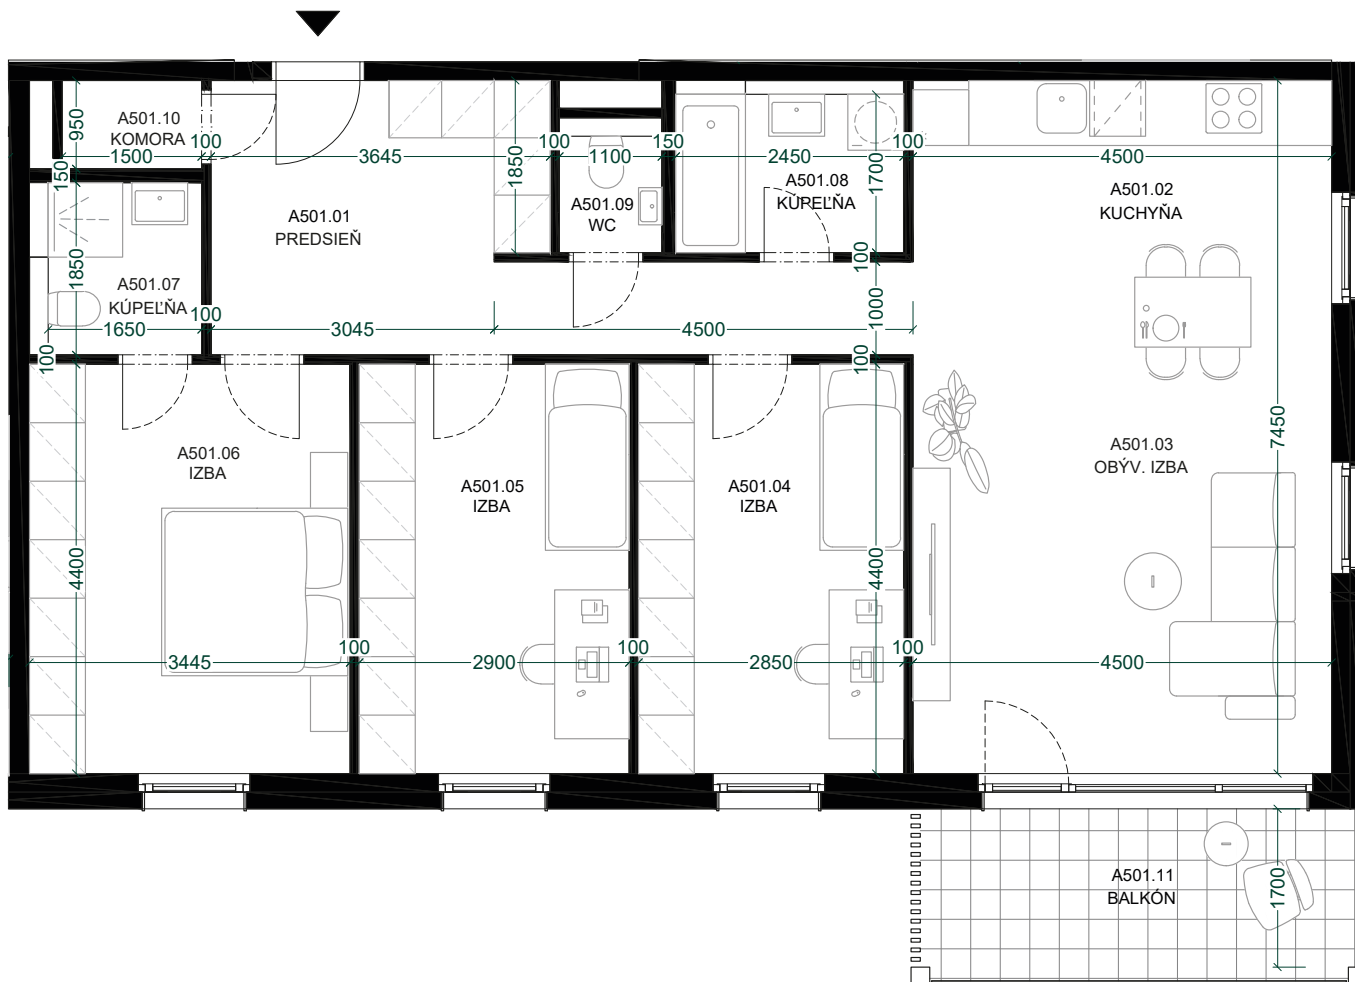 A501.10
KOMORA
950
1500
100
3645
1850
100
1100
150
2450
1700
100
4500
150
A501.01
PREDSIEŇ
A501.09
WC
A501.08
KÚPEĽŇA
A501.02
KUCHYŇA
1850
A501.07
KÚPEĽŇA
100
1650
3045
4500
100
1000
100
100
A501.06
IZBA
A501.05
IZBA
A501.04
IZBA
A501.03
OBÝV. IZBA
7450
4400
4400
3445
100
2900
100
2850
100
4500
A501.11
BALKÓN
1700